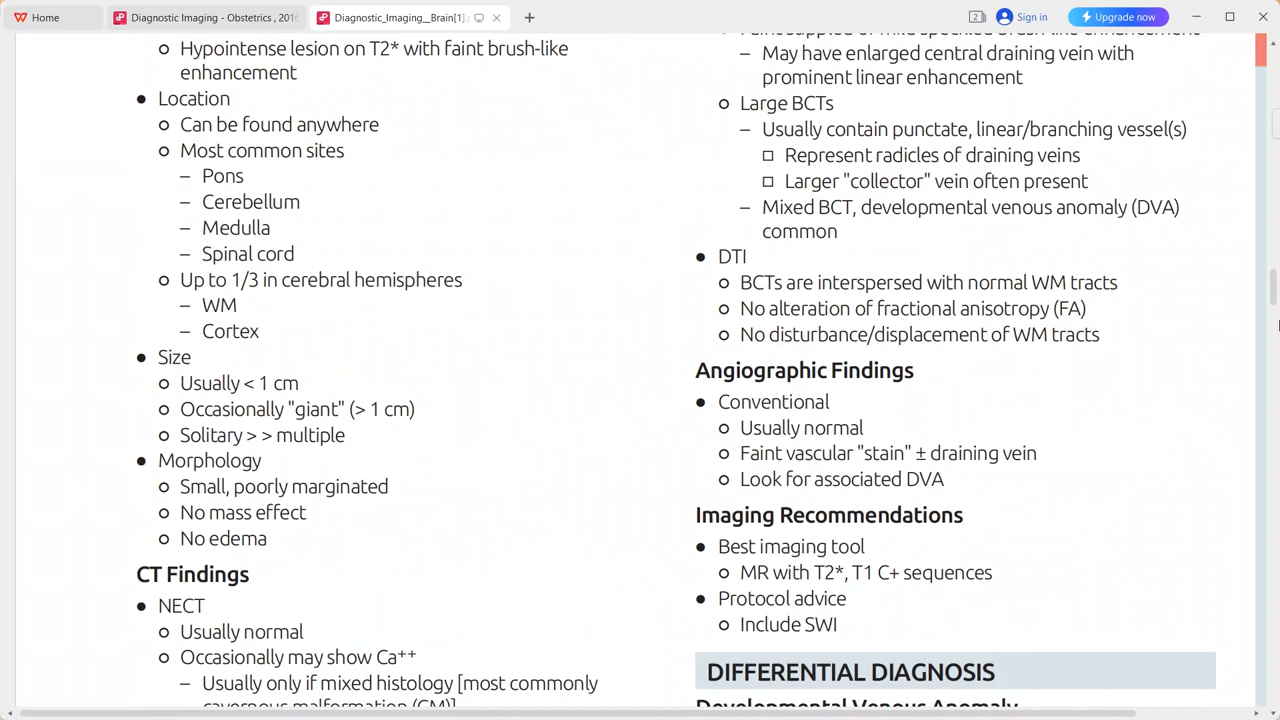 Home
Diagnostic Imaging - Obstetrics , 201
Diagnostic_Imaging__Brain[1].
2
Sign in
Upgrade now
Hypointense lesion on T2* with faint brush-like
enhancement
● Location
Can be found anywhere
Most common sites
– Pons
– Cerebellum
– Medulla
– Spinal cord
Up to 1/3 in cerebral hemispheres
– WM
– Cortex
● Size
Usually < 1 cm
Occasionally "giant" (> 1 cm)
Solitary > > multiple
● Morphology
Small, poorly marginated
No mass effect
No edema
CT Findings
● NECT
Usually normal
Occasionally may show Ca⁺⁺
– Usually only if mixed histology [most commonly
cavernous malformation (CM)]
– May have enlarged central draining vein with
prominent linear enhancement
Large BCTs
– Usually contain punctate, linear/branching vessel(s)
□ Represent radicles of draining veins
□ Larger "collector" vein often present
– Mixed BCT, developmental venous anomaly (DVA)
common
● DTI
BCTs are interspersed with normal WM tracts
No alteration of fractional anisotropy (FA)
No disturbance/displacement of WM tracts
Angiographic Findings
● Conventional
Usually normal
Faint vascular "stain" ± draining vein
Look for associated DVA
Imaging Recommendations
● Best imaging tool
MR with T2*, T1 C+ sequences
● Protocol advice
Include SWI
DIFFERENTIAL DIAGNOSIS
Developmental Venous Anomaly